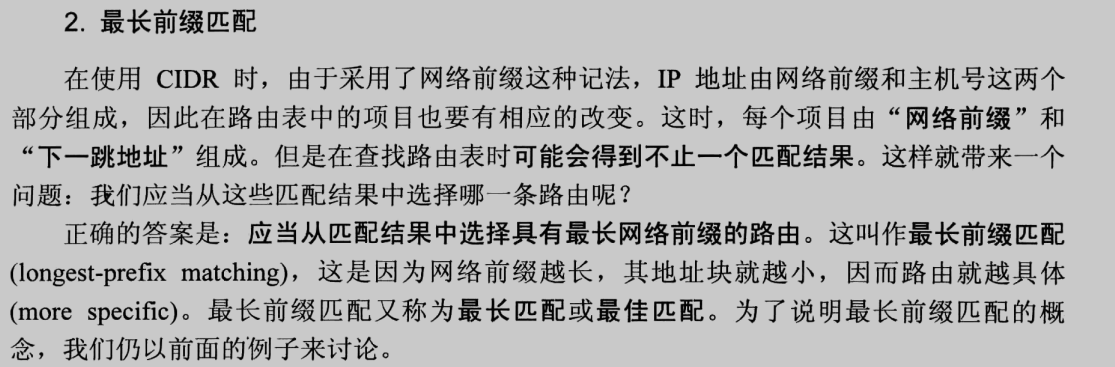 2. 最长前缀匹配
在使用 CIDR 时，由于采用了网络前缀这种记法，IP 地址由网络前缀和主机号这两个
部分组成，因此在路由表中的项目也要有相应的改变。这时，每个项目由“网络前缀”和
“下一跳地址”组成。但是在查找路由表时可能会得到不止一个匹配结果。这样就带来一个
问题：我们应当从这些匹配结果中选择哪一条路由呢？
正确的答案是：应当从匹配结果中选择具有最长网络前缀的路由。这叫作最长前缀匹配
(longest-prefix matching)，这是因为网络前缀越长，其地址块就越小，因而路由就越具体
(more specific)。最长前缀匹配又称为最长匹配或最佳匹配。为了说明最长前缀匹配的概
念，我们仍以前面的例子来讨论。